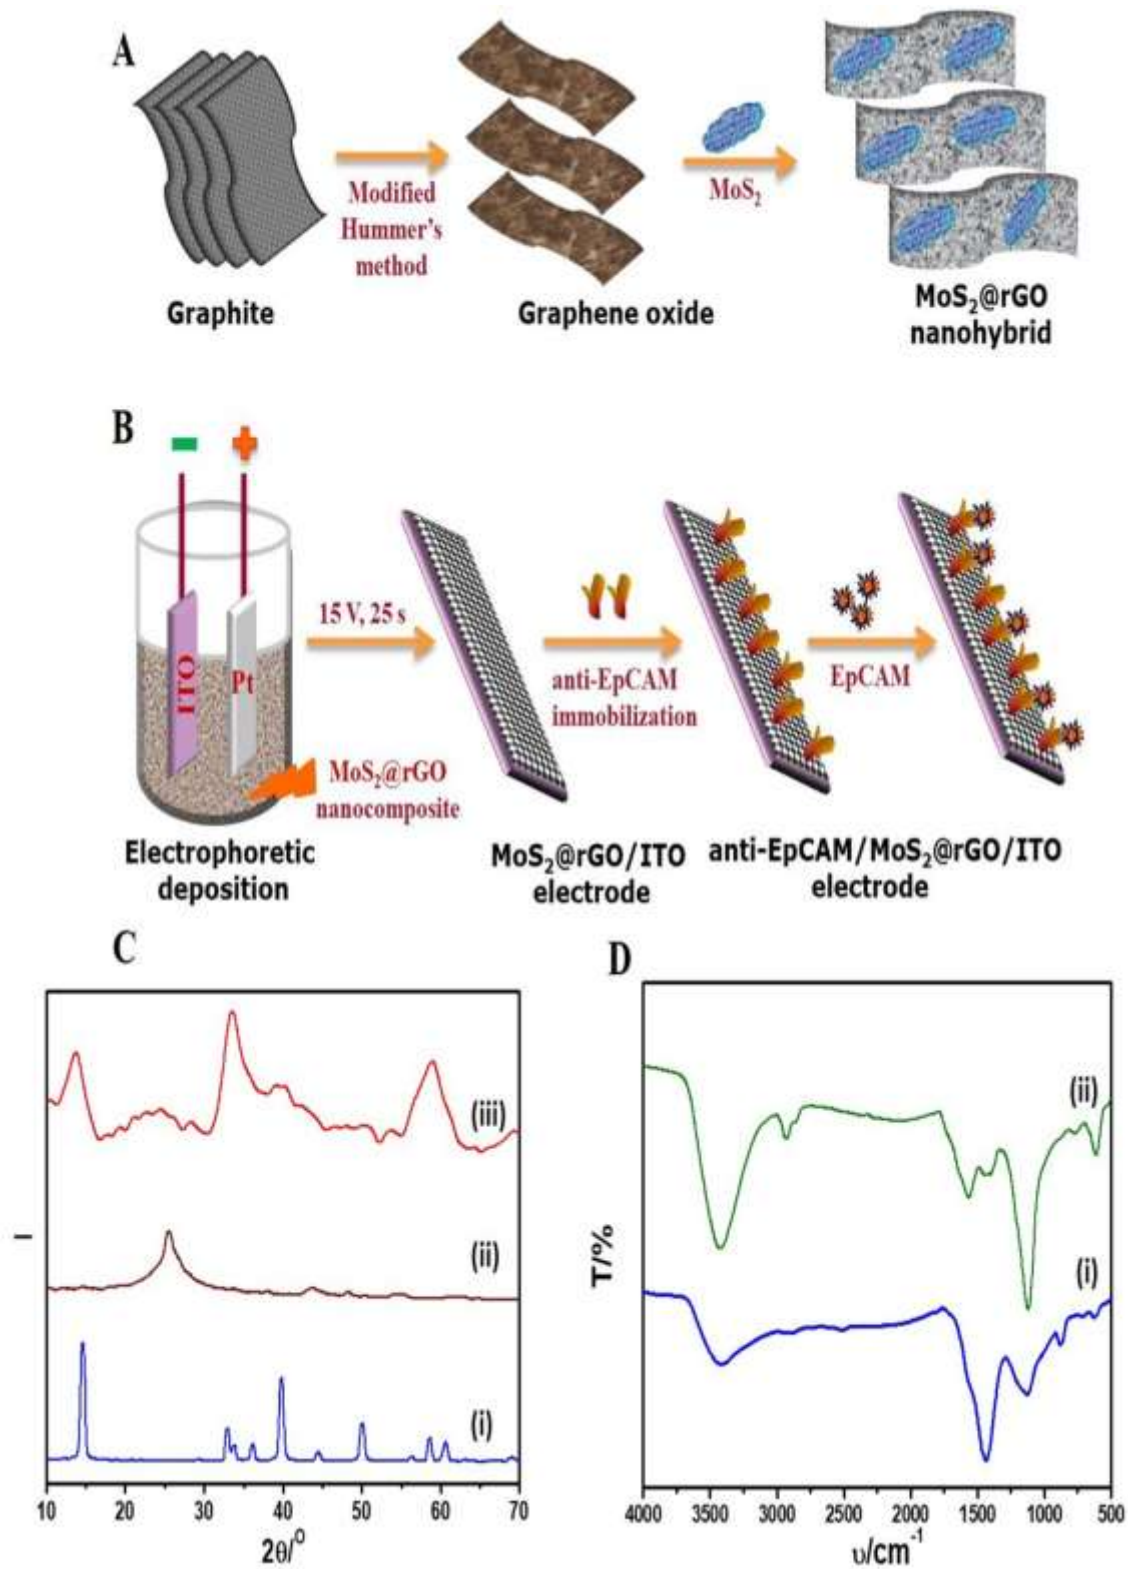 A
Modified
Hummer's
method
MoS₂
Graphite
Graphene oxide
MoS₂@rGO
nanohybrid
B
ITO
Pt
15 V, 25 s
anti-EpCAM
immobilization
EpCAM
MoS₂@rGO
nanocomposite
Electrophoretic
deposition
MoS₂@rGO/ITO
electrode
anti-EpCAM/MoS₂@rGO/ITO
electrode
C
I
(iii)
(ii)
(i)
10 20 30 40 50 60 70
2θ/°
D
T/%
(ii)
(i)
4000 3500 3000 2500 2000 1500 1000 500
υ/cm⁻¹